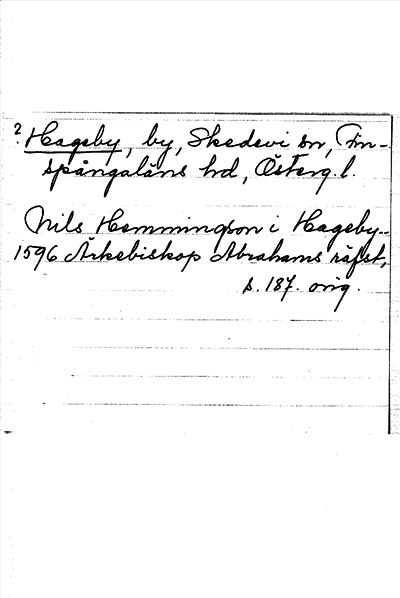 ? Hageby, by, Skedevi sn, Fin-
spångaläns hd, Österg. l.
Nils Hemmingson i Hageby..
1596 Ärkebiskop Abrahams räfst,
s. 187. orig.